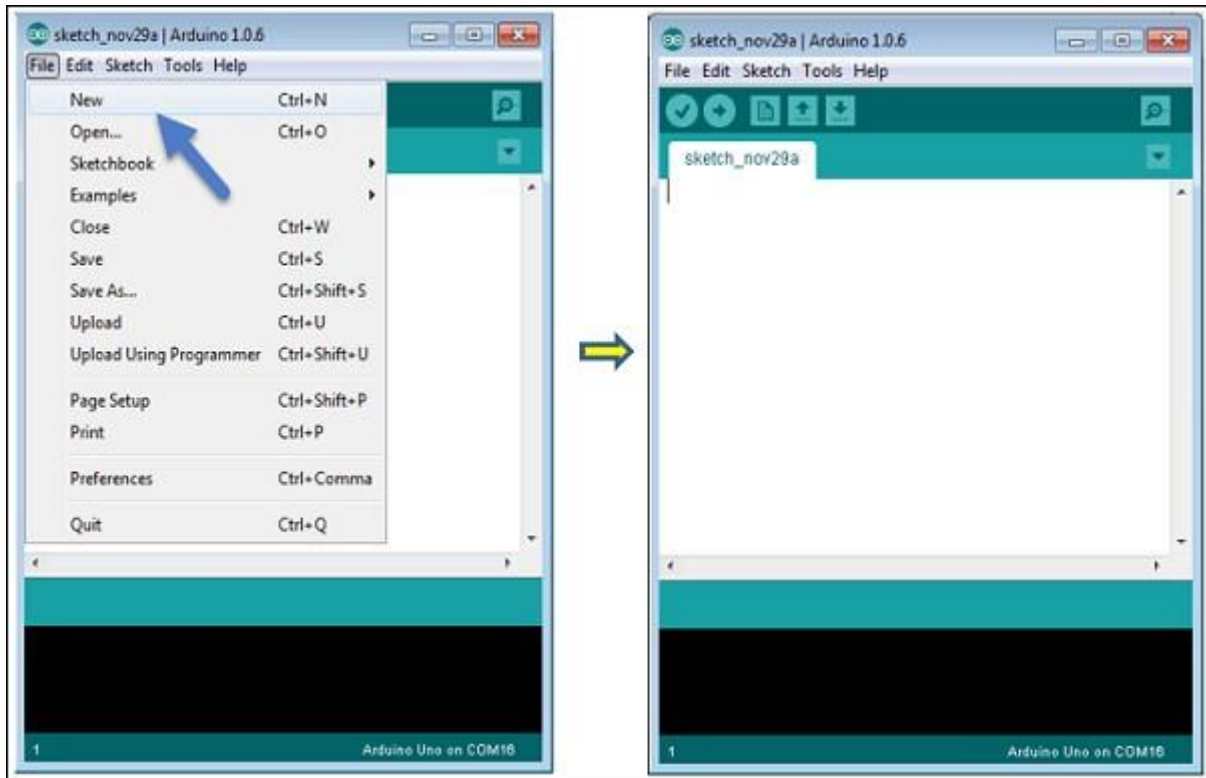 sketch_nov29a | Arduino 1.0.6
File Edit Sketch Tools Help
New Ctrl+N
Open... Ctrl+O
Sketchbook
Examples
Close Ctrl+W
Save Ctrl+S
Save As... Ctrl+Shift+S
Upload Ctrl+U
Upload Using Programmer Ctrl+Shift+U
Page Setup Ctrl+Shift+P
Print Ctrl+P
Preferences Ctrl+Comma
Quit Ctrl+Q
1 Arduino Uno on COM16
sketch_nov29a | Arduino 1.0.6
File Edit Sketch Tools Help
sketch_nov29a
1 Arduino Uno on COM16